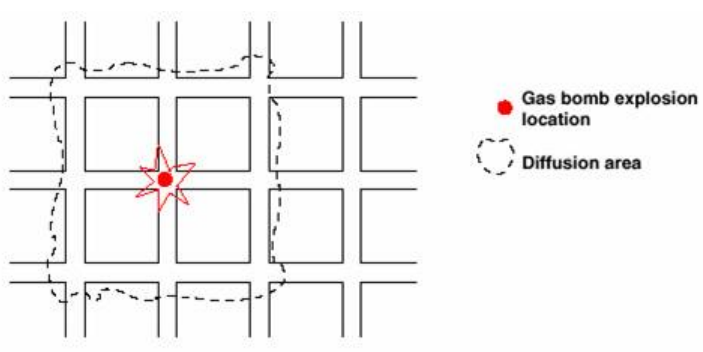 Gas bomb explosion
location
Diffusion area